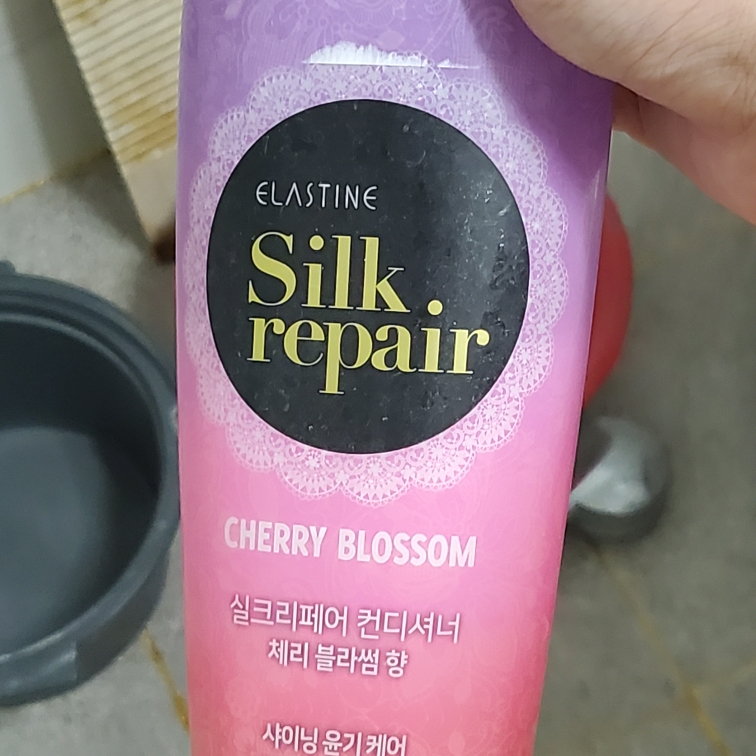 ELASTINE
Silk
repair
CHERRY BLOSSOM
실크리페어 컨디셔너
체리 블라썸 향
샤이닝 윤기 케어